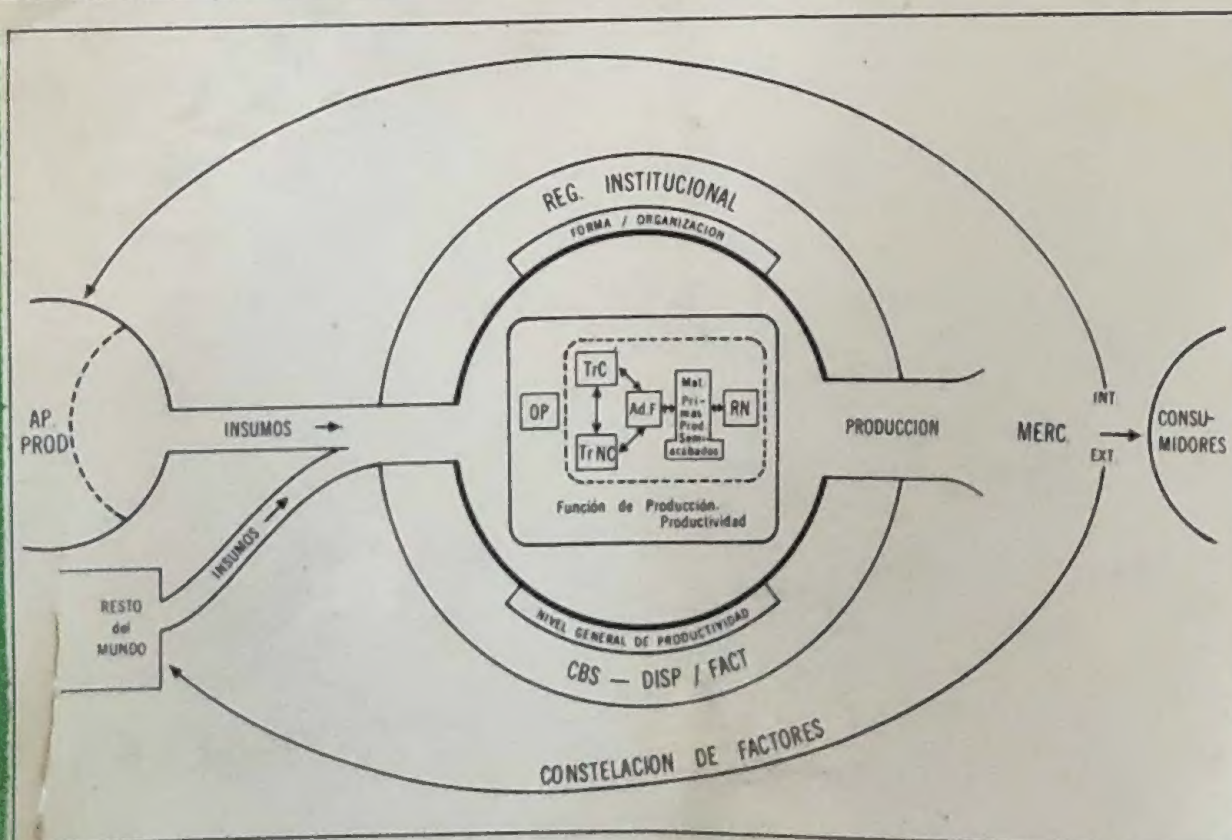 REG. INSTITUCIONAL
FORMA / ORGANIZACION
AP.
PROD
INSUMOS
INSUMOS
RESTO
del
MUNDO
OP
TrC
Tr NC
Ad.F
Mat.
Pri-
mas
Prod
Semi-
acabados
RN
Función de Producción.
Productividad
PRODUCCION
MERC.
INT.
EXT.
CONSU-
MIDORES
NIVEL GENERAL DE PRODUCTIVIDAD
CBS — DISP / FACT
CONSTELACION DE FACTORES